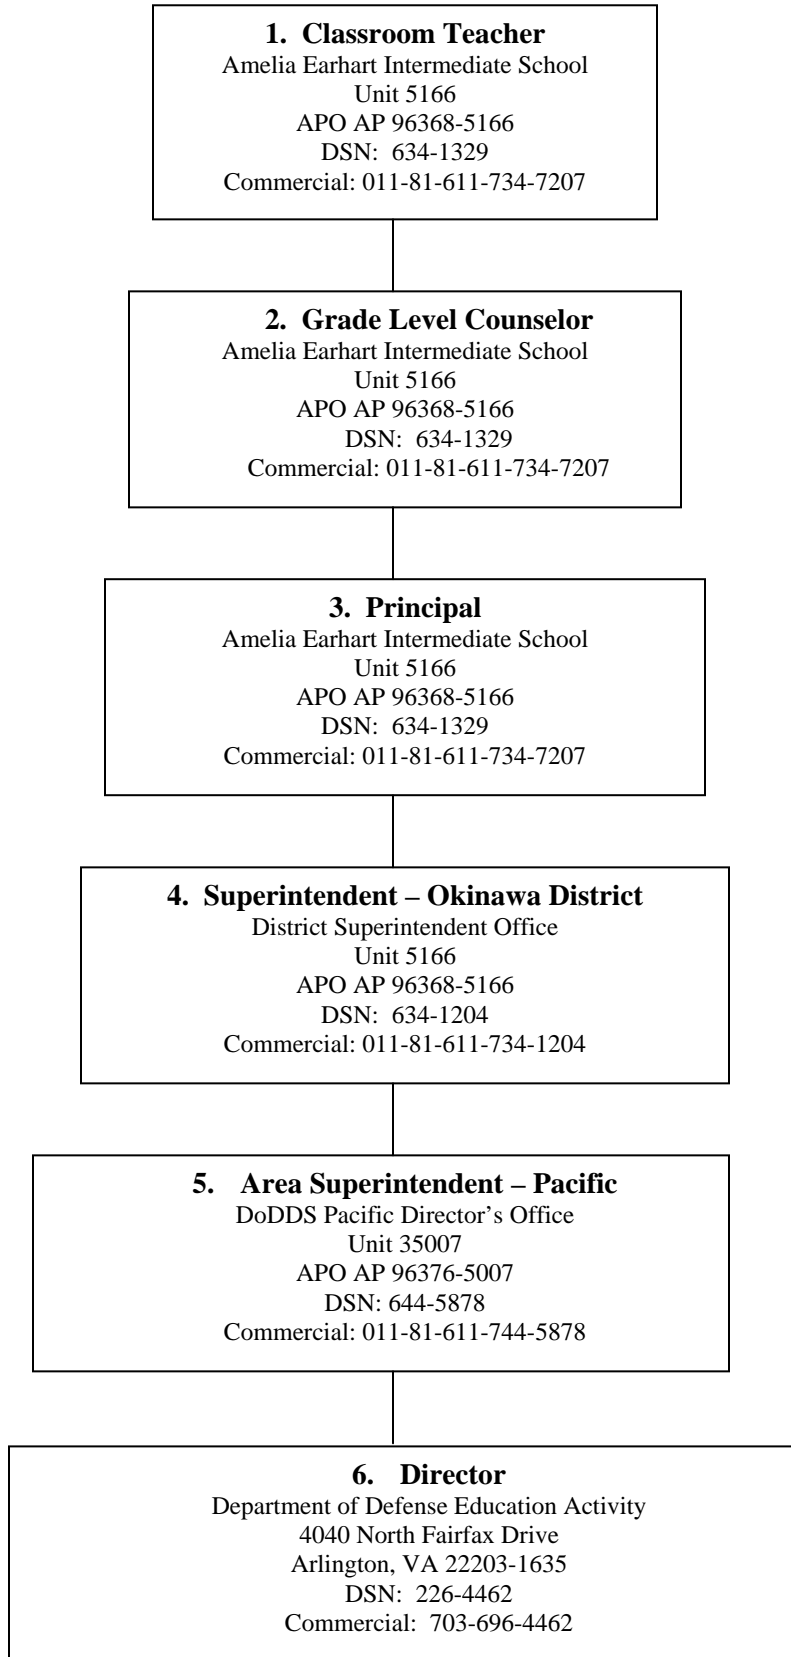 1. Classroom Teacher
Amelia Earhart Intermediate School
Unit 5166
APO AP 96368-5166
DSN: 634-1329
Commercial: 011-81-611-734-7207
2. Grade Level Counselor
Amelia Earhart Intermediate School
Unit 5166
APO AP 96368-5166
DSN: 634-1329
Commercial: 011-81-611-734-7207
3. Principal
Amelia Earhart Intermediate School
Unit 5166
APO AP 96368-5166
DSN: 634-1329
Commercial: 011-81-611-734-7207
4. Superintendent – Okinawa District
District Superintendent Office
Unit 5166
APO AP 96368-5166
DSN: 634-1204
Commercial: 011-81-611-734-1204
5. Area Superintendent – Pacific
DoDDS Pacific Director’s Office
Unit 35007
APO AP 96376-5007
DSN: 644-5878
Commercial: 011-81-611-744-5878
6. Director
Department of Defense Education Activity
4040 North Fairfax Drive
Arlington, VA 22203-1635
DSN: 226-4462
Commercial: 703-696-4462